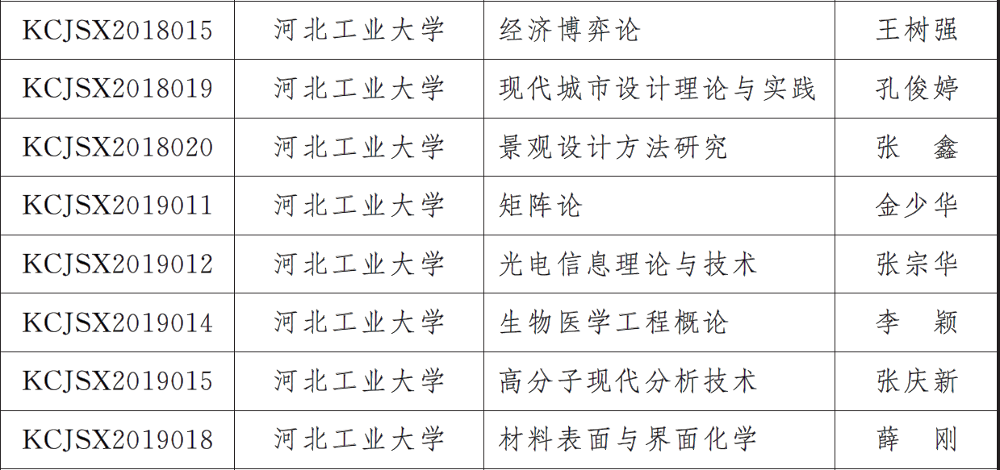 KCJSX2018015 河北工业大学 经济博弈论 王树强
KCJSX2018019 河北工业大学 现代城市设计理论与实践 孔俊婷
KCJSX2018020 河北工业大学 景观设计方法研究 张 鑫
KCJSX2019011 河北工业大学 矩阵论 金少华
KCJSX2019012 河北工业大学 光电信息理论与技术 张宗华
KCJSX2019014 河北工业大学 生物医学工程概论 李 颖
KCJSX2019015 河北工业大学 高分子现代分析技术 张庆新
KCJSX2019018 河北工业大学 材料表面与界面化学 薛 刚